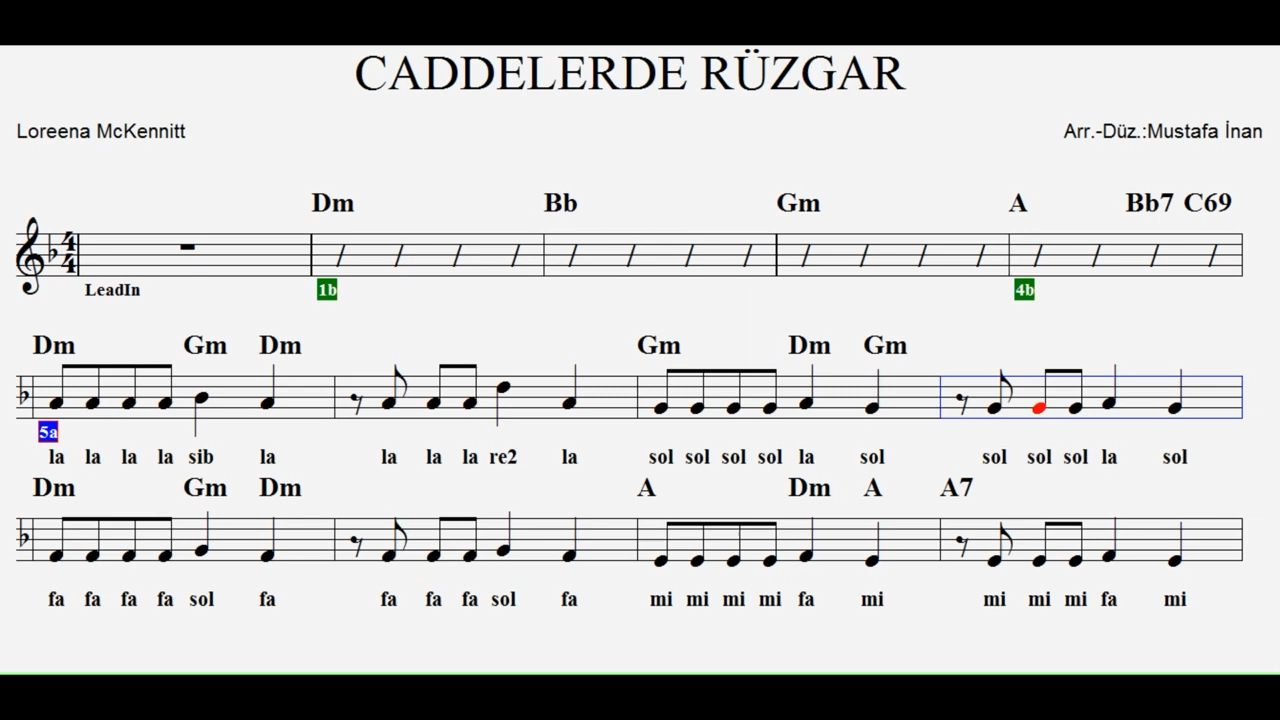 CADDELERDE RÜZGAR
Loreena McKennitt
Arr.-Düz.:Mustafa İnan
Dm Bb Gm A Bb7 C69
4 4
LeadIn 1b 4b
Dm Gm Dm Gm Dm Gm
5a
la la la la sib la la la la re2 la sol sol sol sol la sol sol sol sol la sol
Dm Gm Dm A Dm A A7
fa fa fa fa sol fa fa fa fa sol fa mi mi mi mi fa mi mi mi mi fa mi